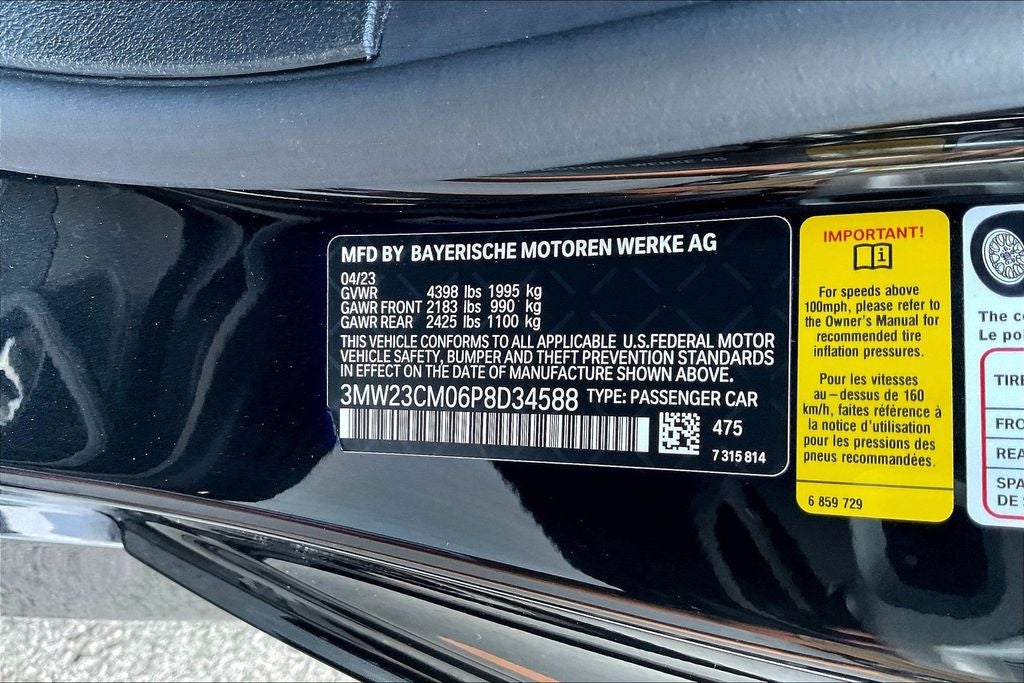 MFD BY BAYERISCHE MOTOREN WERKE AG
04/23
GVWR 4398 lbs 1995 kg
GAWR FRONT 2183 lbs 990 kg
GAWR REAR 2425 lbs 1100 kg
THIS VEHICLE CONFORMS TO ALL APPLICABLE U.S.FEDERAL MOTOR
VEHICLE SAFETY, BUMPER AND THEFT PREVENTION STANDARDS
IN EFFECT ON THE DATE OF MANUFACTURE SHOWN ABOVE.
3MW23CM06P8D34588 TYPE: PASSENGER CAR
475
7 315 814
IMPORTANT!
For speeds above
100mph, please refer to
the Owner's Manual for
recommended tire
inflation pressures.
Pour les vitesses
au-dessus de 160
km/h, faites référence à
la notice d'utilisation
pour les pressions des
pneus recommandées.
6 859 729
The
Le
TIRE
DE